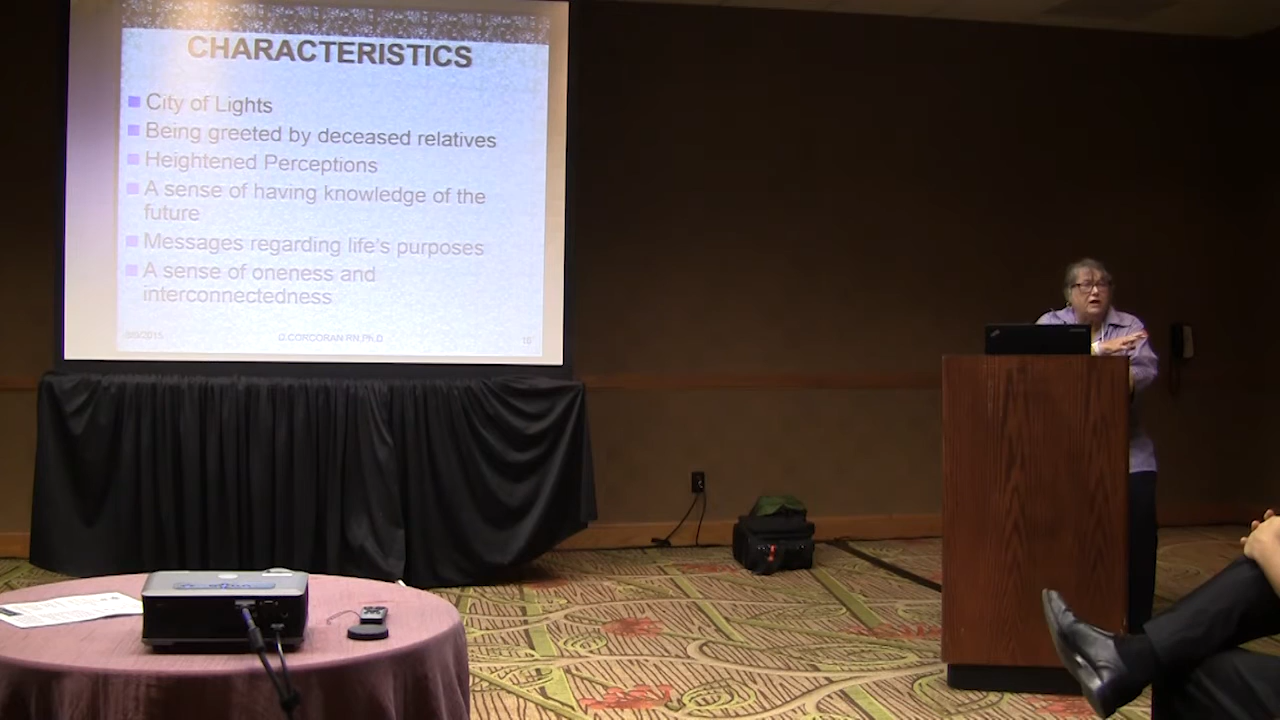 CHARACTERISTICS
City of Lights
Being greeted by deceased relatives
Heightened Perceptions
A sense of having knowledge of the
future
Messages regarding life's purposes
A sense of oneness and
interconnectedness
D.CORCORAN RN,Ph.D